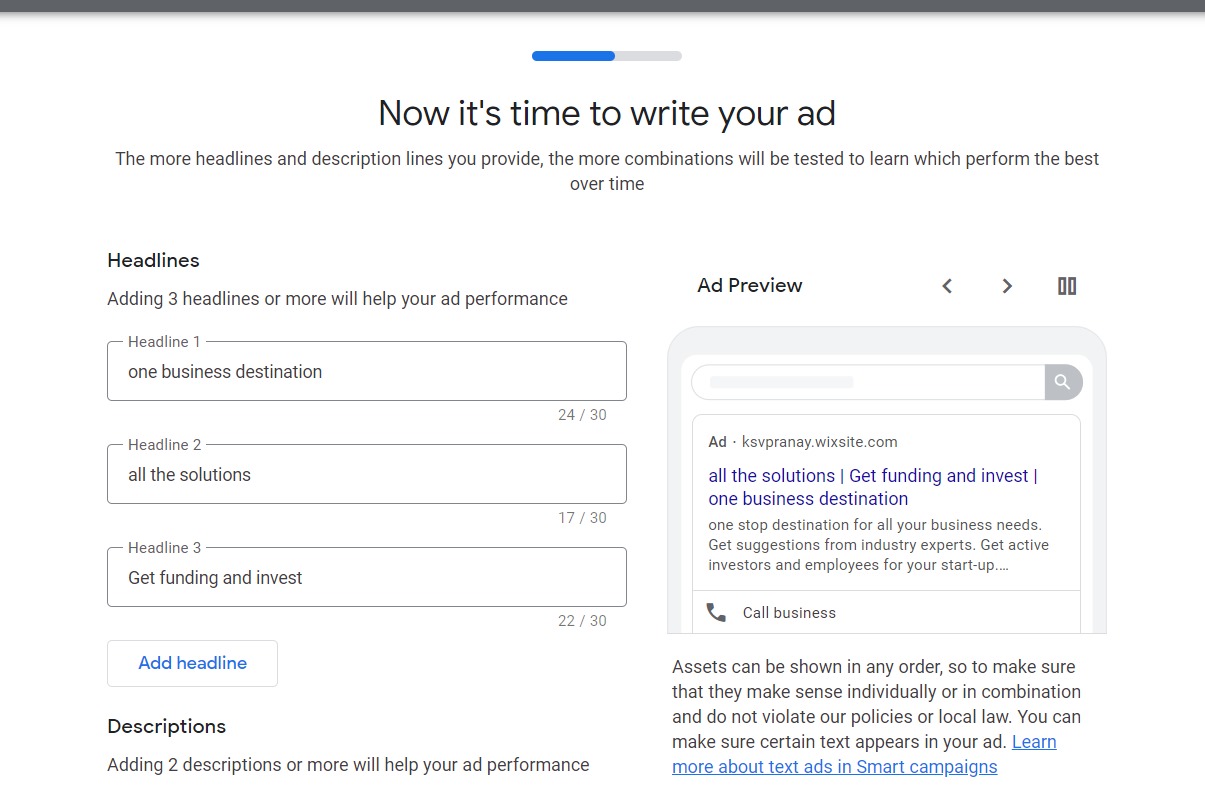 Now it's time to write your ad
The more headlines and description lines you provide, the more combinations will be tested to learn which perform the best
over time
Headlines
Adding 3 headlines or more will help your ad performance
Headline 1
one business destination
24 / 30
Headline 2
all the solutions
17 / 30
Headline 3
Get funding and invest
22 / 30
Add headline
Descriptions
Adding 2 descriptions or more will help your ad performance
Ad Preview
Ad · ksvpranay.wixsite.com
all the solutions | Get funding and invest |
one business destination
one stop destination for all your business needs.
Get suggestions from industry experts. Get active
investors and employees for your start-up....
Call business
Assets can be shown in any order, so to make sure
that they make sense individually or in combination
and do not violate our policies or local law. You can
make sure certain text appears in your ad. Learn
more about text ads in Smart campaigns